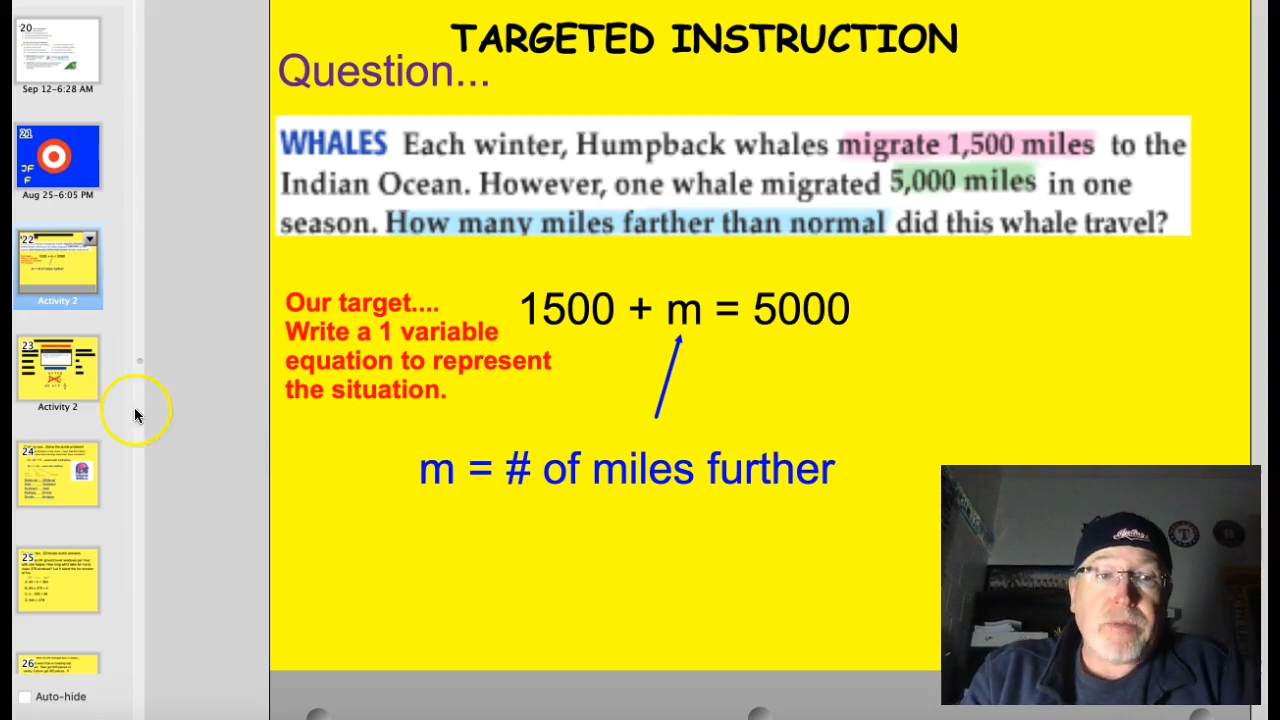 TARGETED INSTRUCTION
Question...
WHALES Each winter, Humpback whales migrate 1,500 miles to the
Indian Ocean. However, one whale migrated 5,000 miles in one
season. How many miles farther than normal did this whale travel?
Our target....
Write a 1 variable
equation to represent
the situation.
1500 + m = 5000
m = # of miles further
20
Sep 12-6:28 AM
21
Aug 25-6:05 PM
22
Activity 2
23
Activity 2
24
25
26
Auto-hide